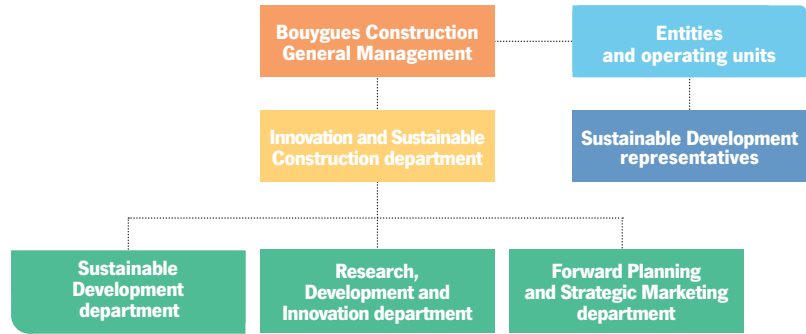 Bouygues Construction
General Management
Entities
and operating units
Innovation and Sustainable
Construction department
Sustainable Development
representatives
Sustainable
Development
department
Research,
Development and
Innovation department
Forward Planning
and Strategic Marketing
department